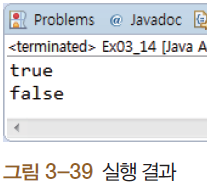 Problems @ Javadoc
<terminated> Ex03_14 [Java A
true
false
그림 3-39 실행 결과